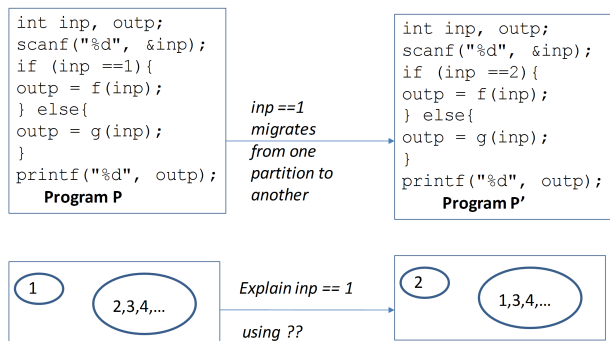 int inp, outp;
scanf("%d", &inp);
if (inp ==1){
outp = f(inp);
} else{
outp = g(inp);
}
printf("%d", outp);
Program P
inp ==1
migrates
from one
partition to
another
int inp, outp;
scanf("%d", &inp);
if (inp ==2){
outp = f(inp);
} else{
outp = g(inp);
}
printf("%d", outp);
Program P’
1
2,3,4,...
Explain inp == 1
using ??
2
1,3,4,...